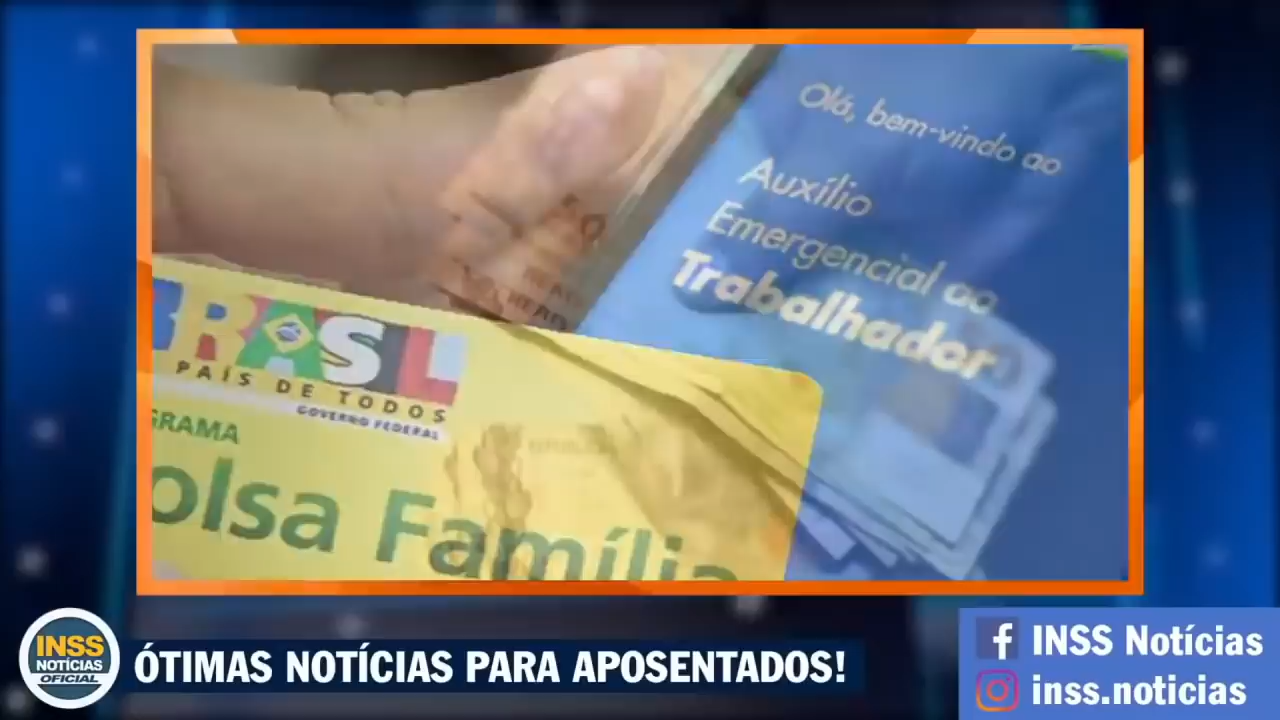 Olá, bem-vindo ao
Auxílio
Emergencial ao
Trabalhador
BRASIL
PAÍS DE TODOS
GOVERNO FEDERAL
GRAMA
olsa Família
INSS
NOTÍCIAS
OFICIAL
ÓTIMAS NOTÍCIAS PARA APOSENTADOS!
INSS Notícias
inss.noticias